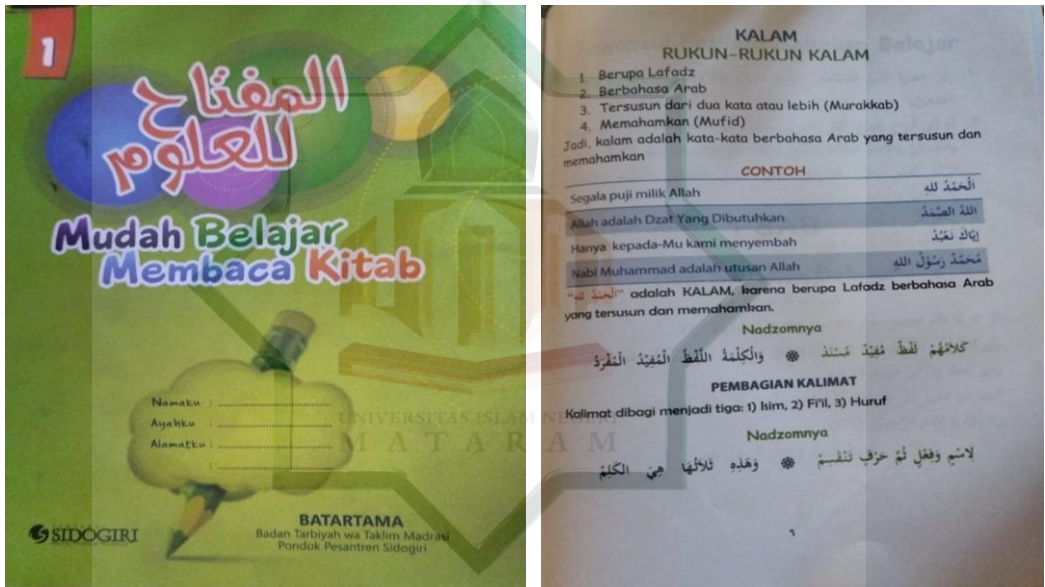 1
المفتاح
للعلوم
Mudah Belajar
Membaca Kitab
Namaku :
Ayahku :
Alamatku :
:
SIDOGIRI
BATARTAMA
Badan Tarbiyah wa Taklim Madrasi
Pondok Pesantren Sidogiri
KALAM
RUKUN-RUKUN KALAM
1. Berupa Lafadz
2. Berbahasa Arab
3. Tersusun dari dua kata atau lebih (Murakkab)
4. Memahamkan (Mufid)
Jadi, kalam adalah kata-kata berbahasa Arab yang tersusun dan
memahamkan
CONTOH
Segala puji milik Allah اَلْحَمْدُ للهِ
Allah adalah Dzat Yang Dibutuhkan اللهُ الصَّمَدُ
Hanya kepada-Mu kami menyembah إِيَّاكَ نَعْبُدُ
Nabi Muhammad adalah utusan Allah مُحَمَّدٌ رَسُوْلُ اللهِ
"اَلْحَمْدُ للهِ" adalah KALAM, karena berupa Lafadz berbahasa Arab
yang tersusun dan memahamkan.
Nadzomnya
كَلَامُهُمْ لَفْظٌ مُفِيْدٌ مُسْنَدُ ❁ وَالْكِلْمَةُ اللَّفْظُ الْمُفِيْدُ الْمُفْرَدُ
PEMBAGIAN KALIMAT
Kalimat dibagi menjadi tiga: 1) Isim, 2) Fi'il, 3) Huruf
Nadzomnya
لِاسْمٍ وَفِعْلٍ ثُمَّ حَرْفٍ تَنْقَسِمْ ❁ وَهَذِهِ ثَلَاثُهَا هِيَ الْكَلِمْ
٦
UNIVERSITAS ISLAM NEGERI
MATARAM